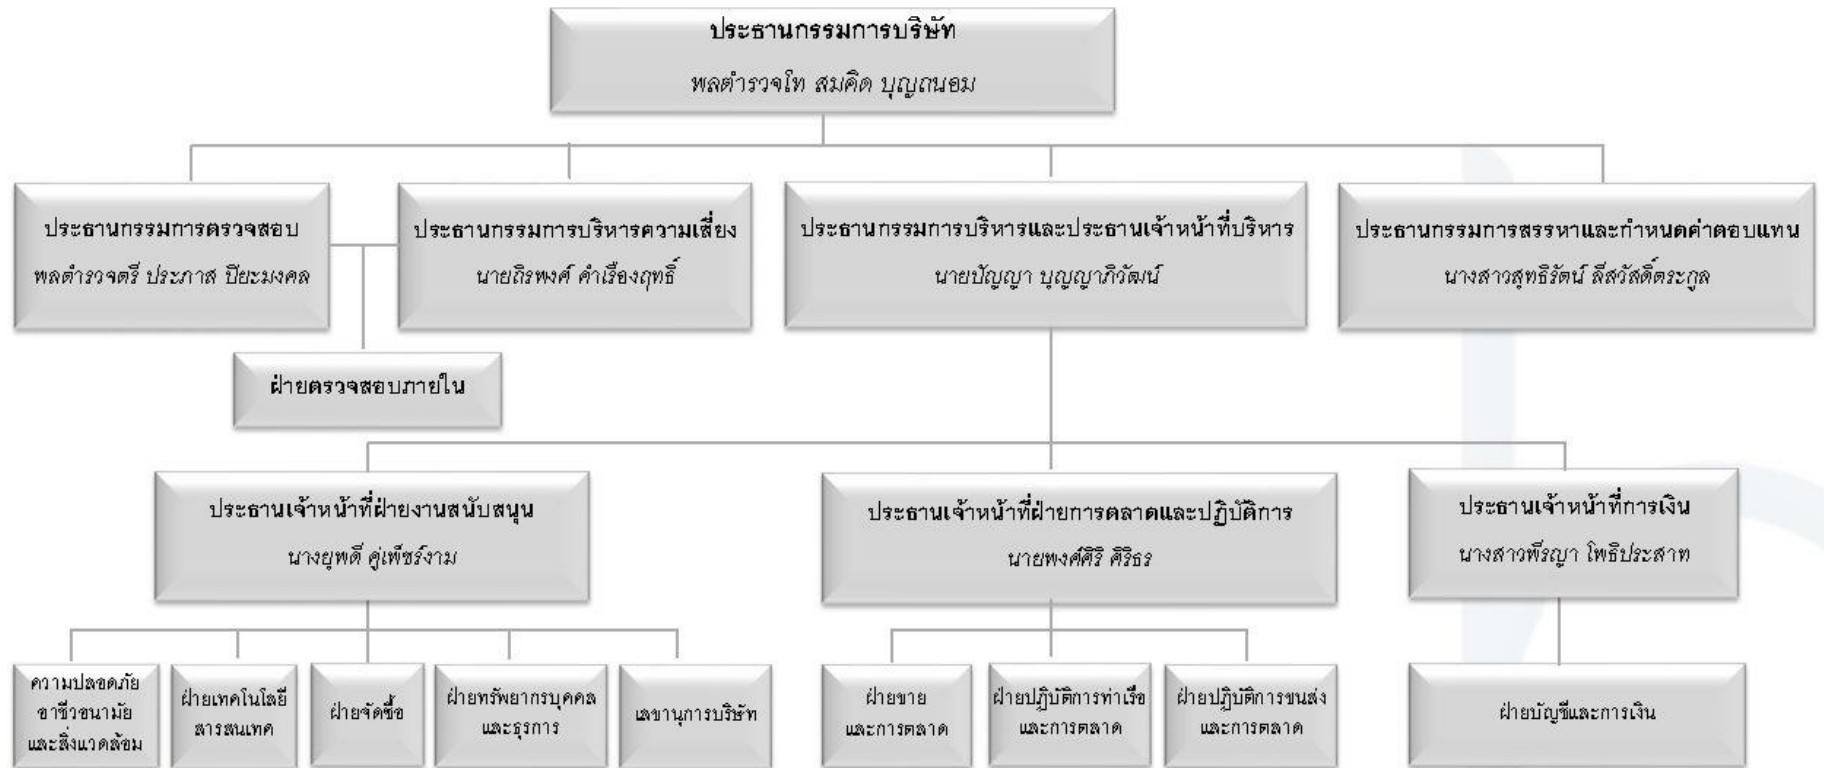 ประธานกรรมการบริษัท
พลตำรวจโท สมคิด บุญถนอม
ประธานกรรมการตรวจสอบ
พลตำรวจตรี ประภาส ปิยะมงคล
ประธานกรรมการบริหารความเสี่ยง
นายถิรพงศ์ คำเรืองฤทธิ์
ประธานกรรมการบริหารและประธานเจ้าหน้าที่บริหาร
นายปัญญา บุญญาภิวัฒน์
ประธานกรรมการสรรหาและกำหนดค่าตอบแทน
นางสาวสุทธิรัตน์ ลีสวัสดิ์ตระกูล
ฝ่ายตรวจสอบภายใน
ประธานเจ้าหน้าที่ฝ่ายงานสนับสนุน
นางยุพดี คู่เพ็ชร์งาม
ประธานเจ้าหน้าที่ฝ่ายการตลาดและปฏิบัติการ
นายพงศ์ศิริ ศิริธร
ประธานเจ้าหน้าที่การเงิน
นางสาวพีรญา โพธิประสาท
ความปลอดภัย
อาชีวอนามัย
และสิ่งแวดล้อม
ฝ่ายเทคโนโลยี
สารสนเทศ
ฝ่ายจัดซื้อ
ฝ่ายทรัพยากรบุคคล
และธุรการ
เลขานุการบริษัท
ฝ่ายขาย
และการตลาด
ฝ่ายปฏิบัติการท่าเรือ
และการตลาด
ฝ่ายปฏิบัติการขนส่ง
และการตลาด
ฝ่ายบัญชีและการเงิน